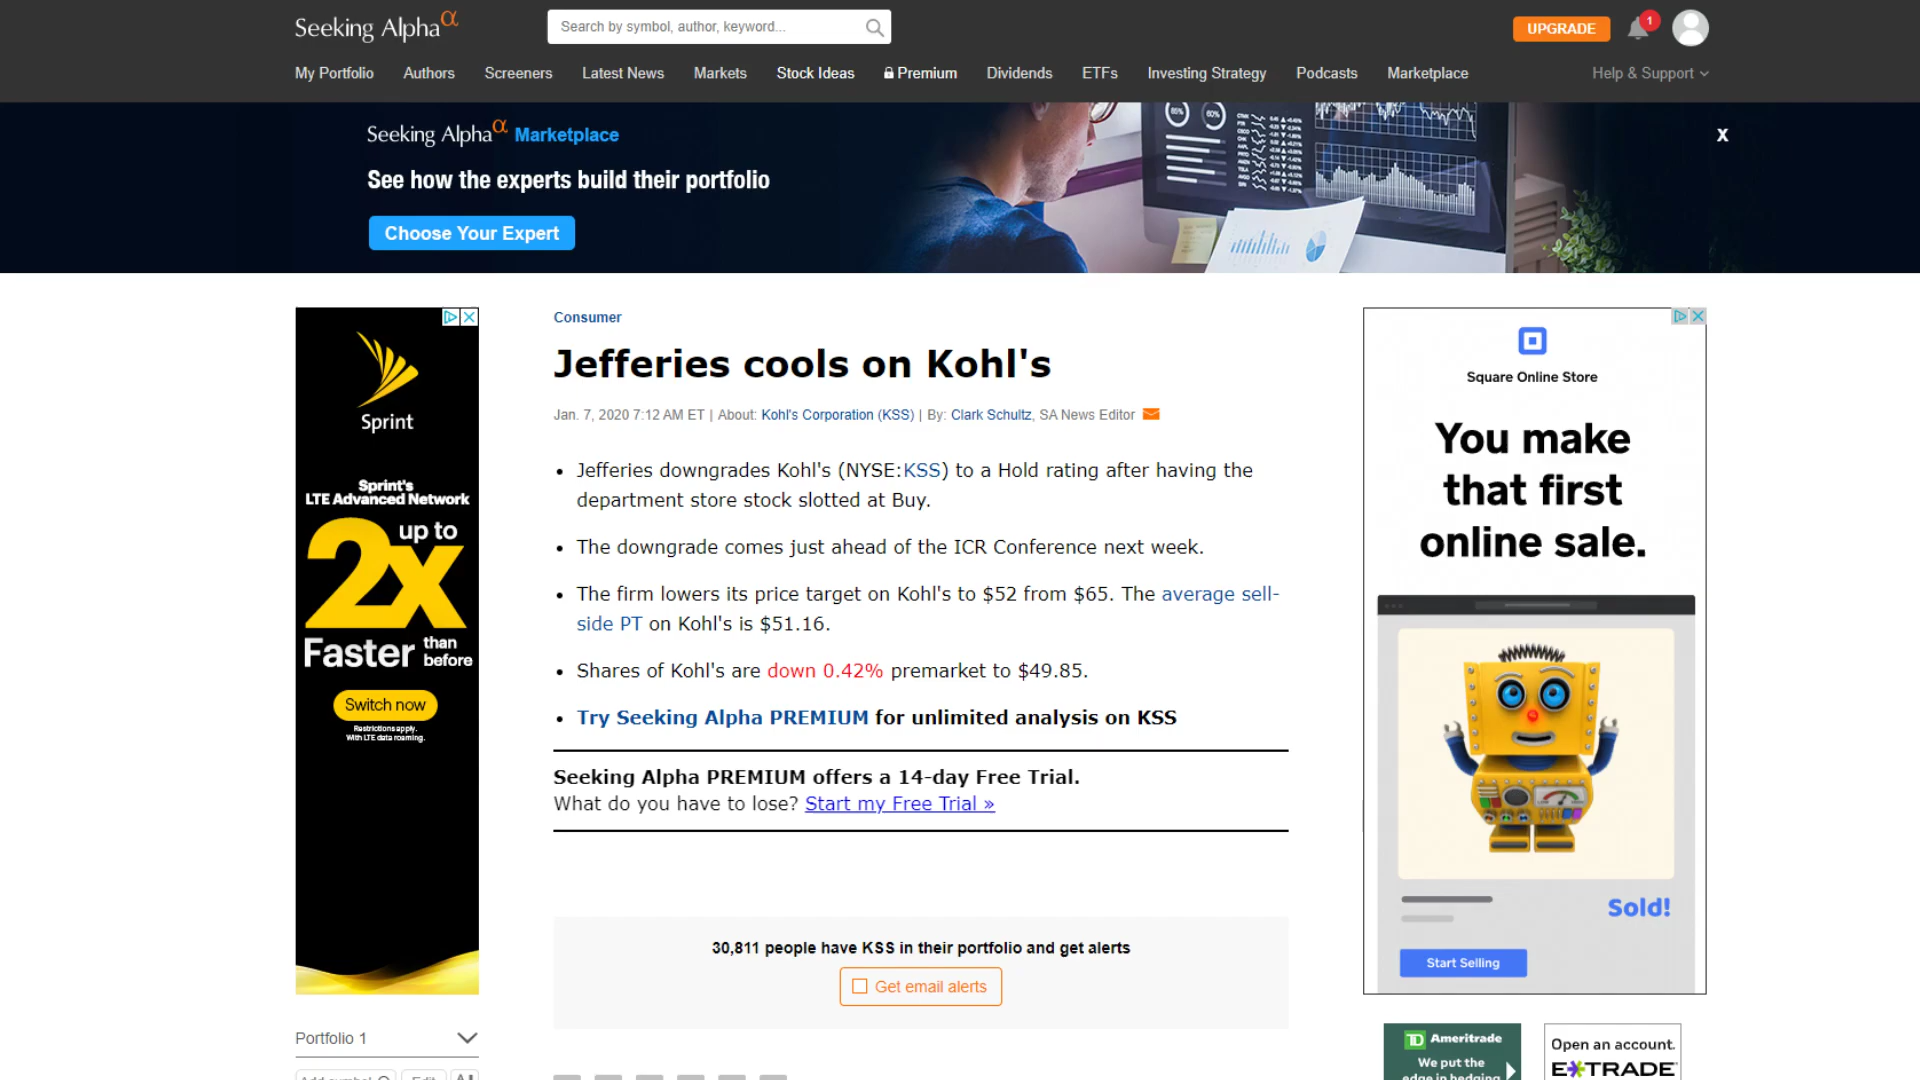 Seeking Alpha α
Search by symbol, author, keyword...
UPGRADE
1
My Portfolio
Authors
Screeners
Latest News
Markets
Stock Ideas
Premium
Dividends
ETFs
Investing Strategy
Podcasts
Marketplace
Help & Support
Seeking Alpha α Marketplace
See how the experts build their portfolio
Choose Your Expert
X
Sprint
Sprint's
LTE Advanced Network
up to
2X
Faster than
before
Switch now
Restrictions apply.
With LTE data roaming.
Portfolio 1
Consumer
Jefferies cools on Kohl's
Jan. 7, 2020 7:12 AM ET | About: Kohl's Corporation (KSS) | By: Clark Schultz, SA News Editor
• Jefferies downgrades Kohl's (NYSE:KSS) to a Hold rating after having the
department store stock slotted at Buy.
• The downgrade comes just ahead of the ICR Conference next week.
• The firm lowers its price target on Kohl's to $52 from $65. The average sell-
side PT on Kohl's is $51.16.
• Shares of Kohl's are down 0.42% premarket to $49.85.
• Try Seeking Alpha PREMIUM for unlimited analysis on KSS
Seeking Alpha PREMIUM offers a 14-day Free Trial.
What do you have to lose? Start my Free Trial »
30,811 people have KSS in their portfolio and get alerts
Get email alerts
Square Online Store
You make
that first
online sale.
Sold!
Start Selling
TD Ameritrade
We put the
edge in hedging
Open an account.
E*TRADE